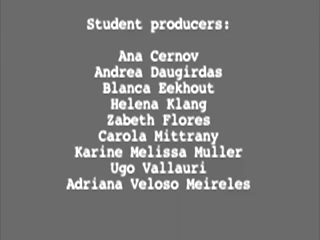 Student producers:
Ana Cernov
Andrea Daugirdas
Blanca Eekhout
Helena Klang
Zabeth Flores
Carola Mittrany
Karine Melissa Muller
Ugo Vallauri
Adriana Veloso Meireles